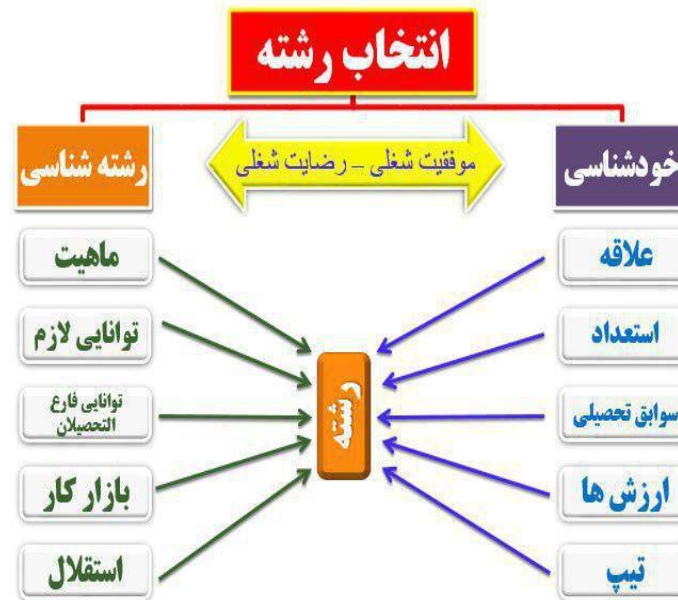 انتخاب رشته
خودشناسی
موفقیت شغلی – رضایت شغلی
رشته شناسی
علاقه
استعداد
سوابق تحصیلی
ارزش ها
تیپ
رشته
ماهیت
توانایی لازم
توانایی فارغ
التحصیلان
بازار کار
استقلال